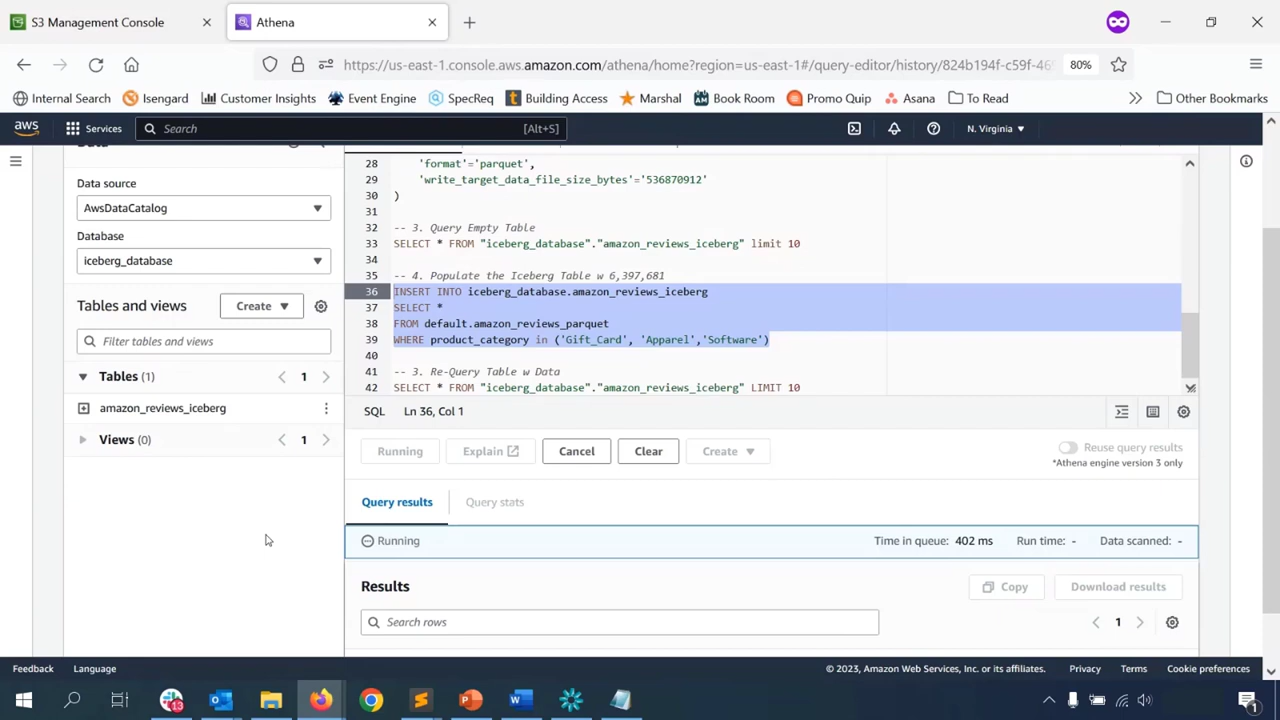 S3 Management Console
Athena
https://us-east-1.console.aws.amazon.com/athena/home?region=us-east-1#/query-editor/history/824b194f-c59f-46
80%
Internal Search
Isengard
Customer Insights
Event Engine
SpecReq
Building Access
Marshal
Book Room
Promo Quip
Asana
To Read
Other Bookmarks
aws
Services
Search
[Alt+S]
N. Virginia
Data source
AwsDataCatalog
Database
iceberg_database
Tables and views
Create
Filter tables and views
Tables (1)
1
amazon_reviews_iceberg
Views (0)
1
28 'format'='parquet',
29 'write_target_data_file_size_bytes'='536870912'
30 )
31
32 -- 3. Query Empty Table
33 SELECT * FROM "iceberg_database"."amazon_reviews_iceberg" limit 10
34
35 -- 4. Populate the Iceberg Table w 6,397,681
36 INSERT INTO iceberg_database.amazon_reviews_iceberg
37 SELECT *
38 FROM default.amazon_reviews_parquet
39 WHERE product_category in ('Gift_Card', 'Apparel','Software')
40
41 -- 3. Re-Query Table w Data
42 SELECT * FROM "iceberg_database"."amazon_reviews_iceberg" LIMIT 10
SQL
Ln 36, Col 1
Running
Explain
Cancel
Clear
Create
Reuse query results
*Athena engine version 3 only
Query results
Query stats
Running
Time in queue: 402 ms
Run time: -
Data scanned: -
Results
Copy
Download results
Search rows
1
Feedback
Language
© 2023, Amazon Web Services, Inc. or its affiliates.
Privacy
Terms
Cookie preferences
13
1